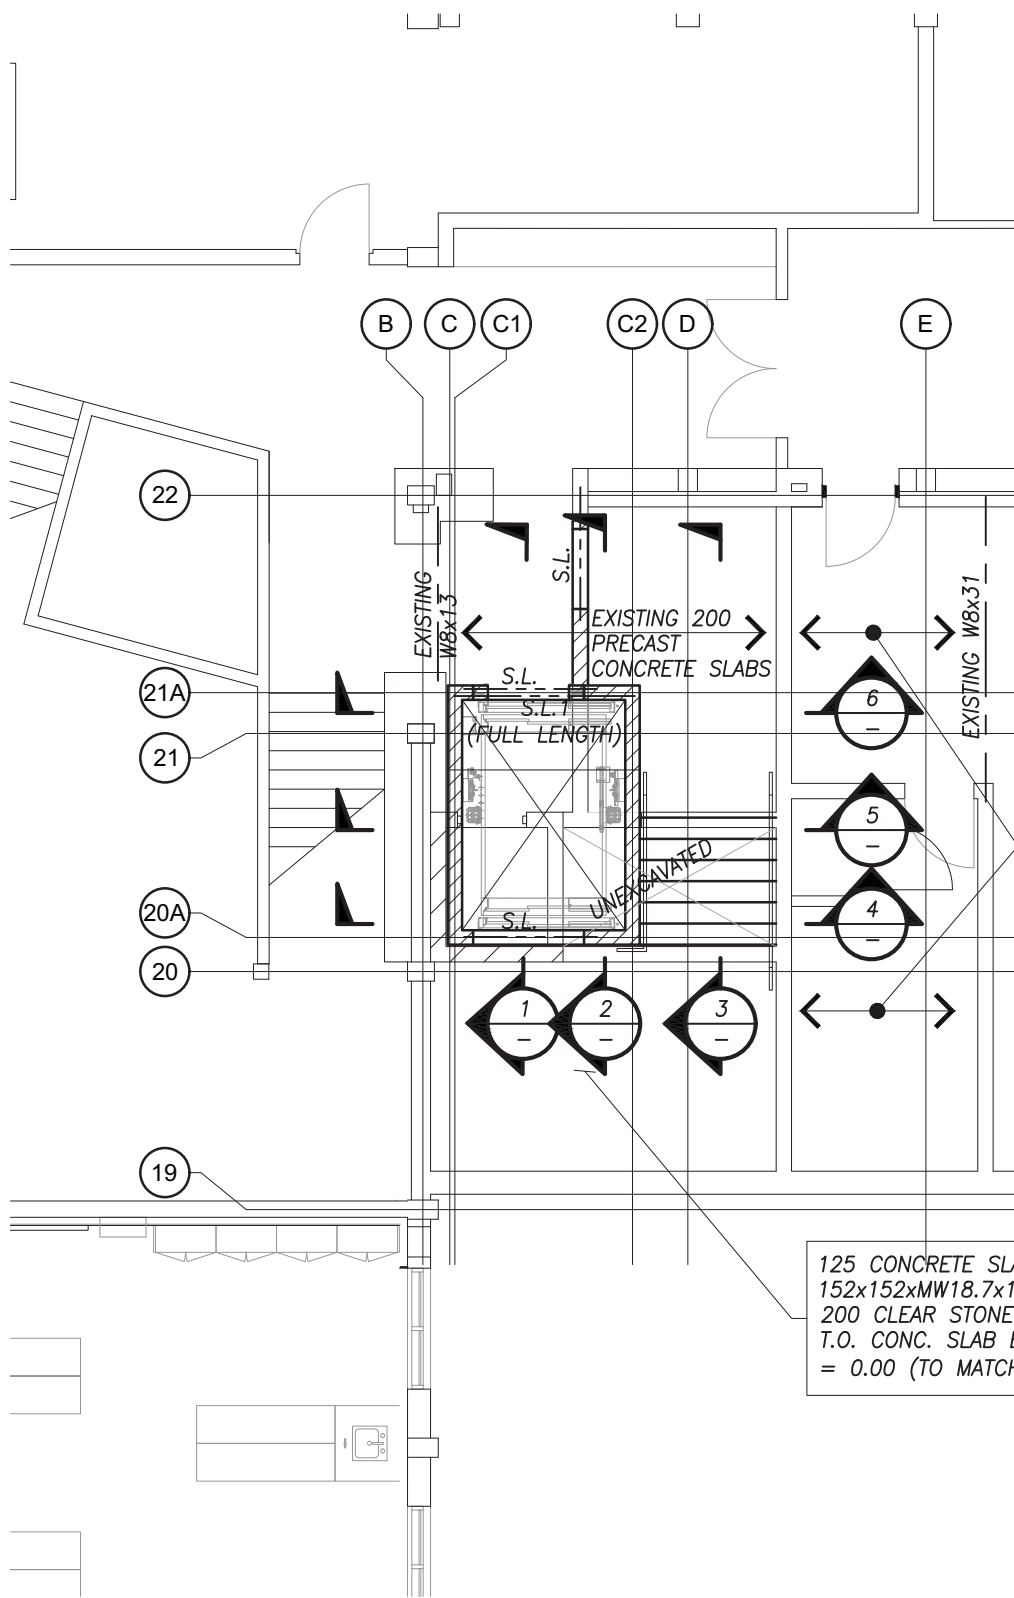 B
C
C1
C2
D
E
22
S.L.
EXISTING
W8x13
EXISTING 200
PRECAST
CONCRETE SLABS
EXISTING W8x31
21A
S.L.
S.L.1
(FULL LENGTH)
6
–
21
5
–
UNEXCAVATED
4
–
20A
S.L.
20
1
–
2
–
3
–
19
125 CONCRETE SLA
152x152xMW18.7x1
200 CLEAR STONE
T.O. CONC. SLAB
= 0.00 (TO MATCH